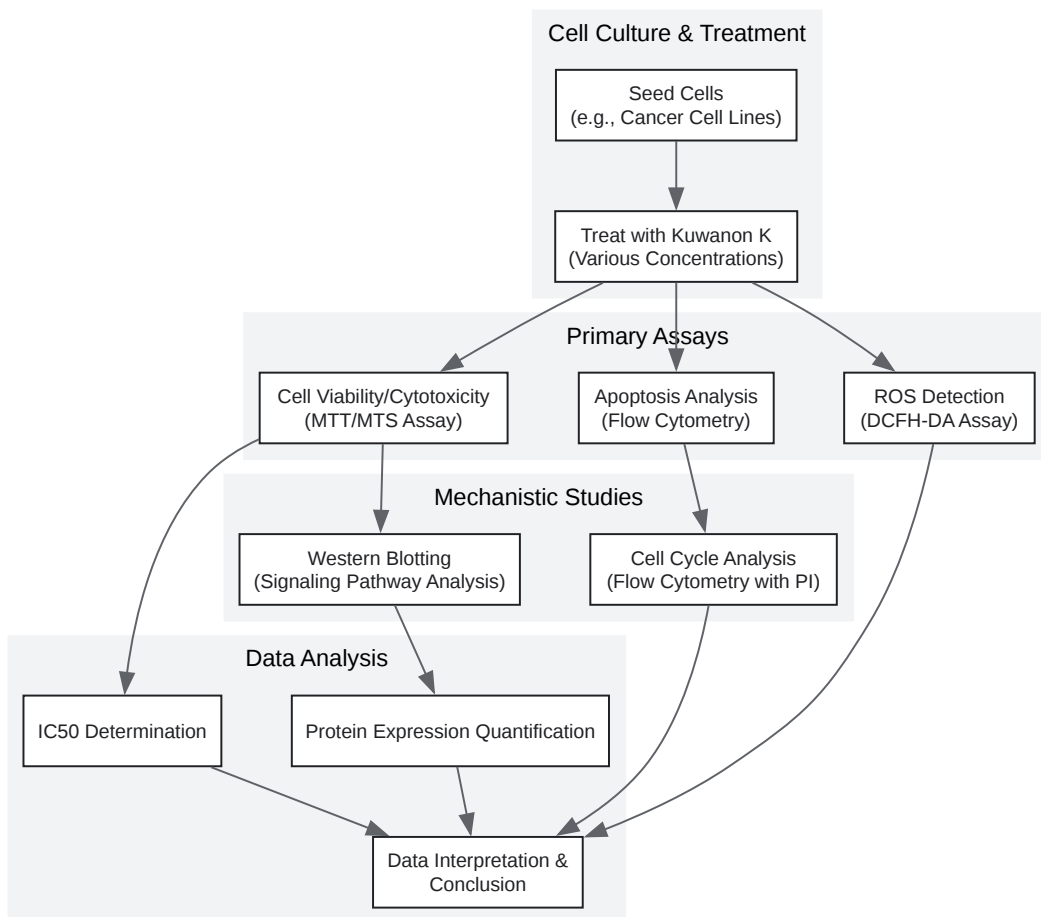 Cell Culture & Treatment
Seed Cells
(e.g., Cancer Cell Lines)
Treat with Kuwanon K
(Various Concentrations)
Primary Assays
Cell Viability/Cytotoxicity
(MTT/MTS Assay)
Apoptosis Analysis
(Flow Cytometry)
ROS Detection
(DCFH-DA Assay)
Mechanistic Studies
Western Blotting
(Signaling Pathway Analysis)
Cell Cycle Analysis
(Flow Cytometry with PI)
Data Analysis
IC50 Determination
Protein Expression Quantification
Data Interpretation &
Conclusion